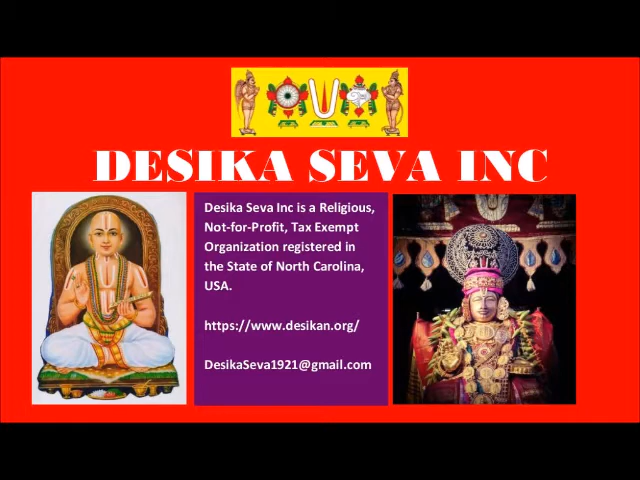 DESIKA SEVA INC
Desika Seva Inc is a Religious,
Not-for-Profit, Tax Exempt
Organization registered in
the State of North Carolina,
USA.
https://www.desikan.org/
DesikaSeva1921@gmail.com